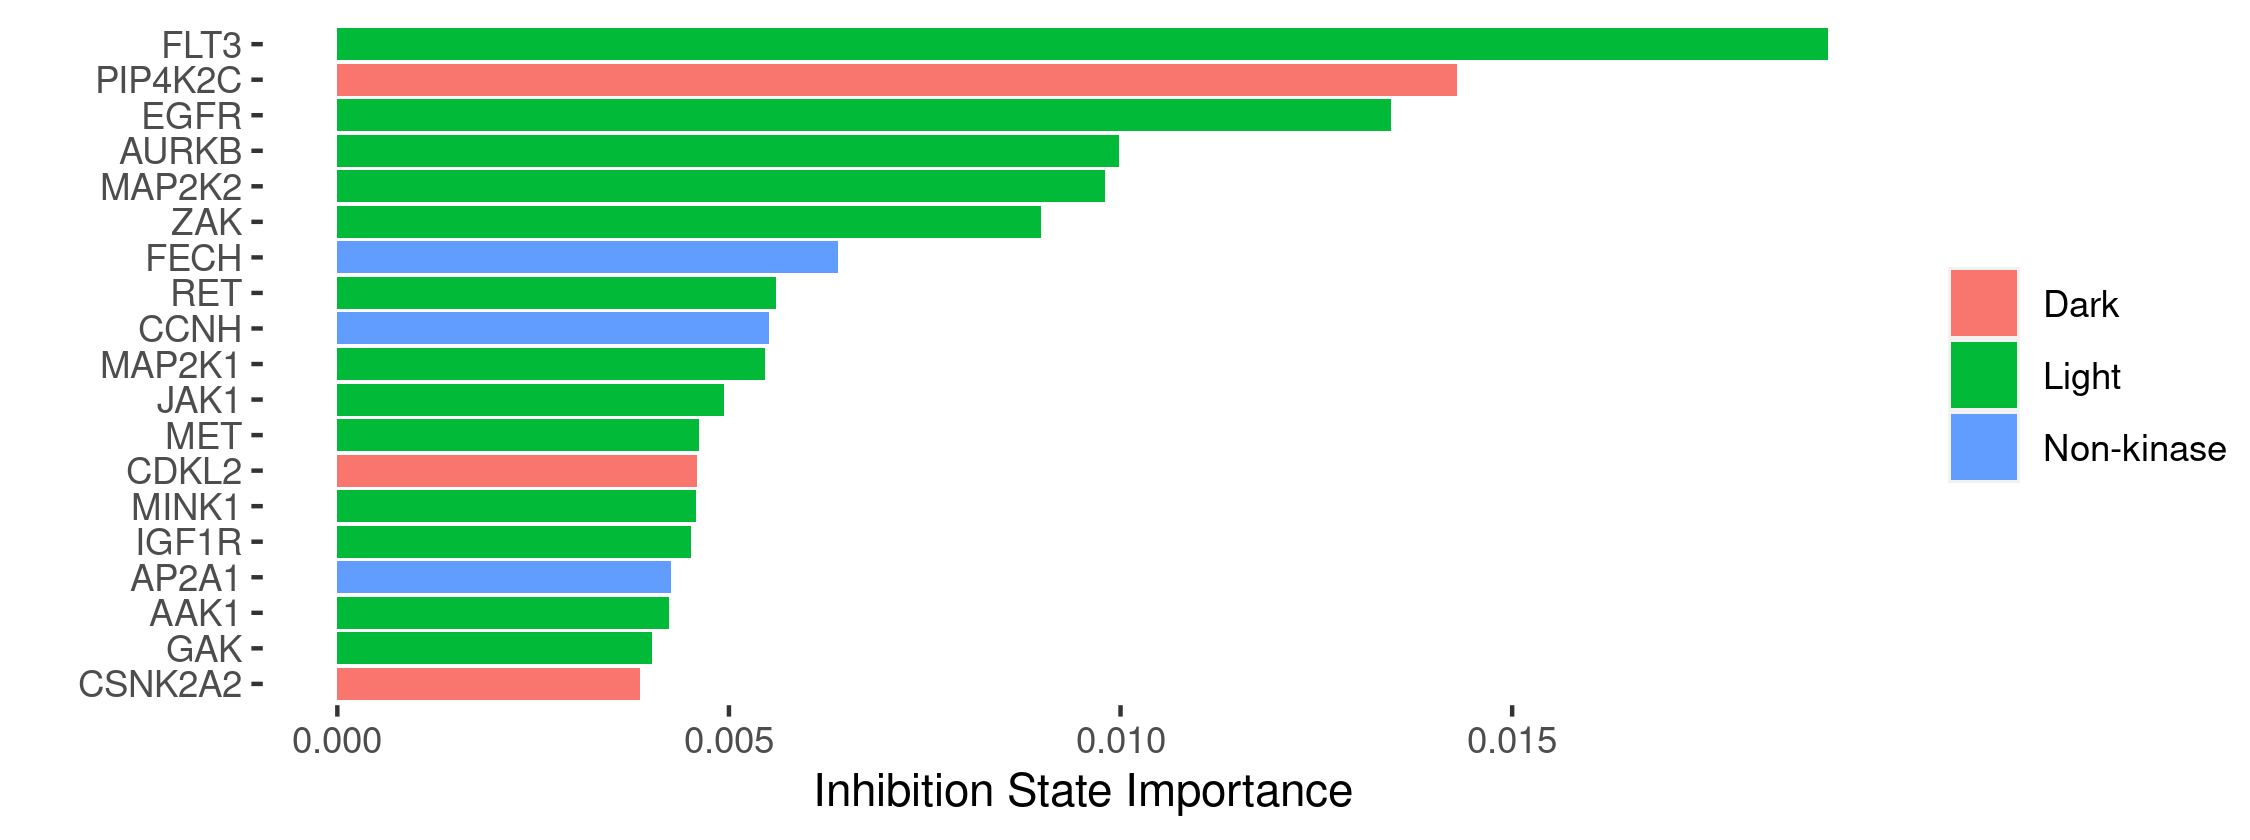 FLT3
PIP4K2C
EGFR
AURKB
MAP2K2
ZAK
FECH
RET
CCNH
MAP2K1
JAK1
MET
CDKL2
MINK1
IGF1R
AP2A1
AAK1
GAK
CSNK2A2
0.000 0.005 0.010 0.015
Inhibition State Importance
Dark
Light
Non-kinase